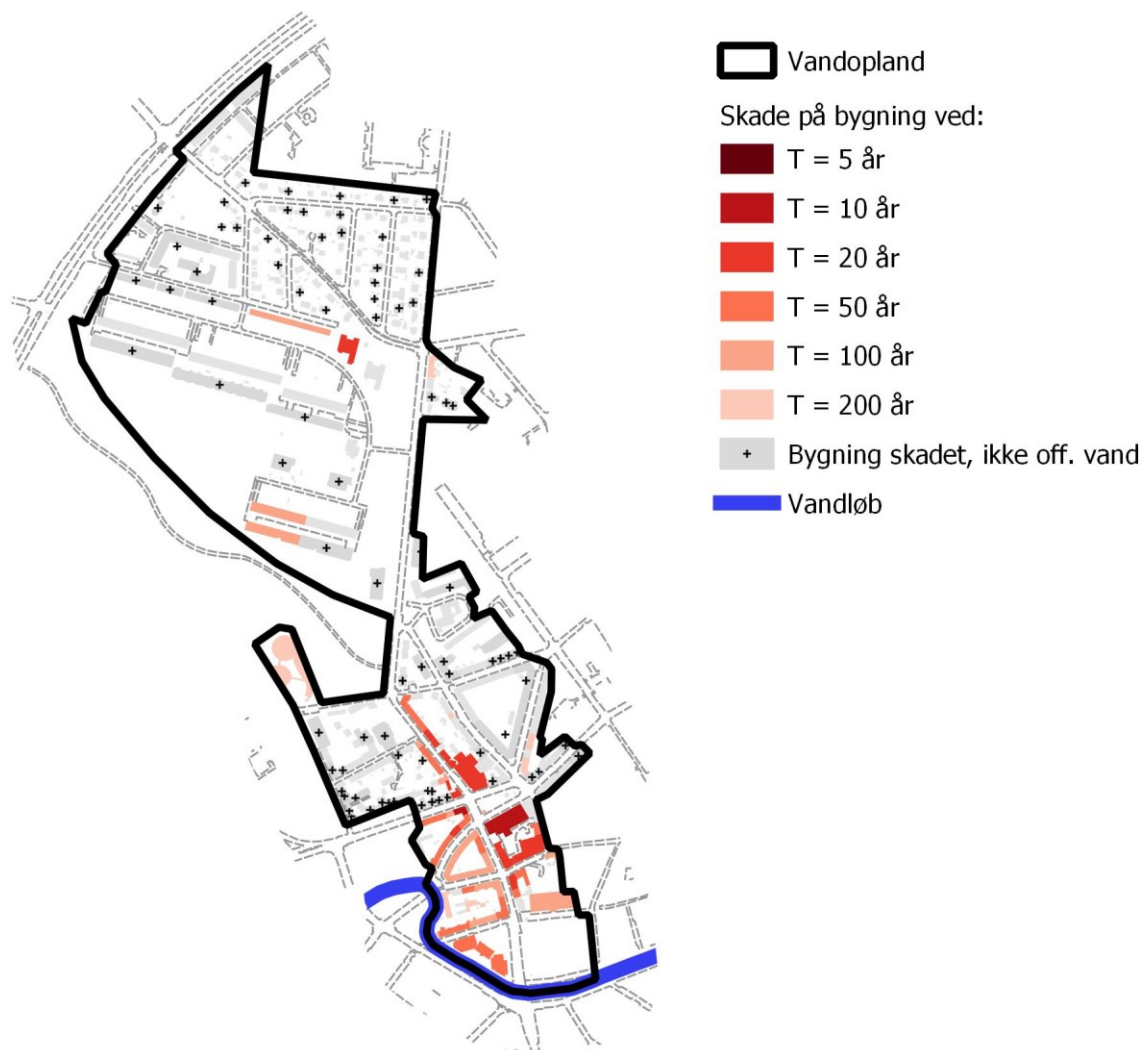 Vandopland
Skade på bygning ved:
T = 5 år
T = 10 år
T = 20 år
T = 50 år
T = 100 år
T = 200 år
Bygning skadet, ikke off. vand
Vandløb